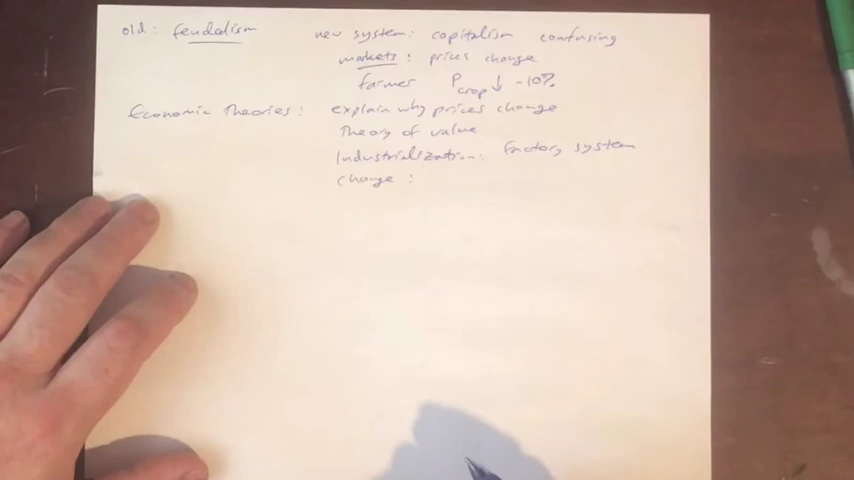 old: feudalism new system: capitalism confusing
markets: prices change
farmer P crop ↓ -10%
Economic Theories: explain why prices change
Theory of value
Industrialization: Factory system
change: